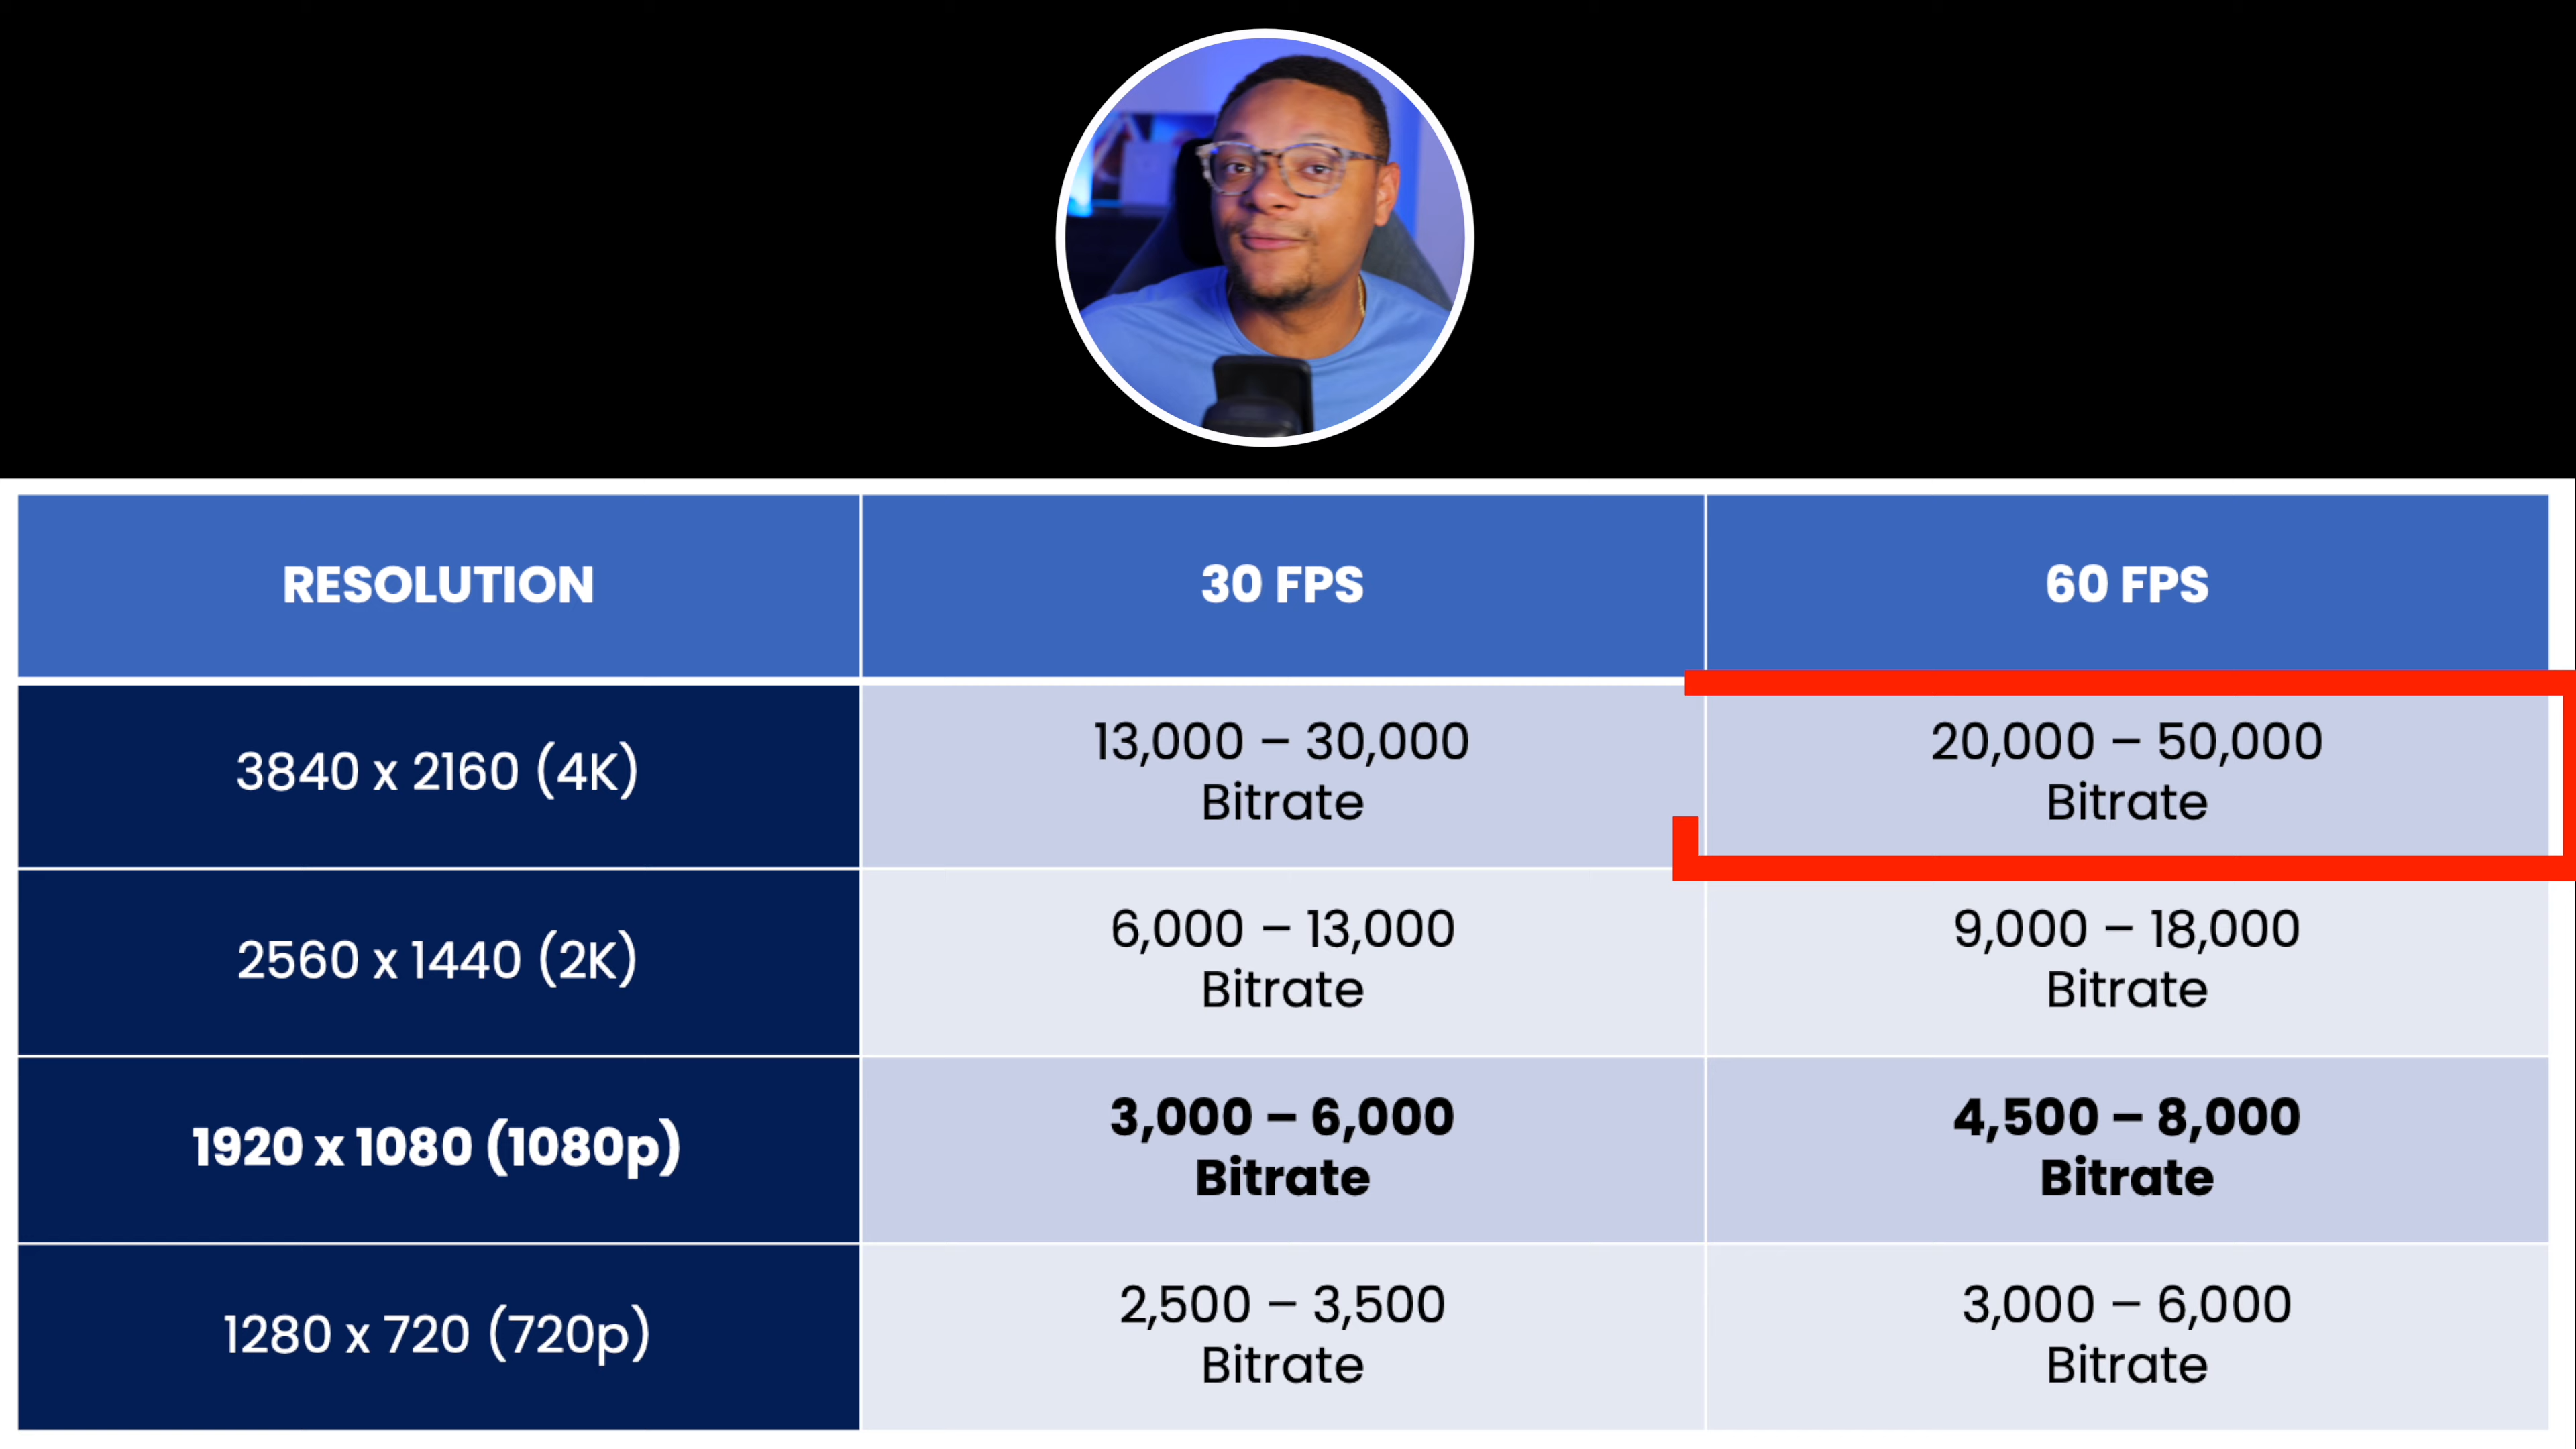 RESOLUTION
30 FPS
60 FPS
3840 x 2160 (4K)
13,000 – 30,000
Bitrate
20,000 – 50,000
Bitrate
2560 x 1440 (2K)
6,000 – 13,000
Bitrate
9,000 – 18,000
Bitrate
1920 x 1080 (1080p)
3,000 – 6,000
Bitrate
4,500 – 8,000
Bitrate
1280 x 720 (720p)
2,500 – 3,500
Bitrate
3,000 – 6,000
Bitrate